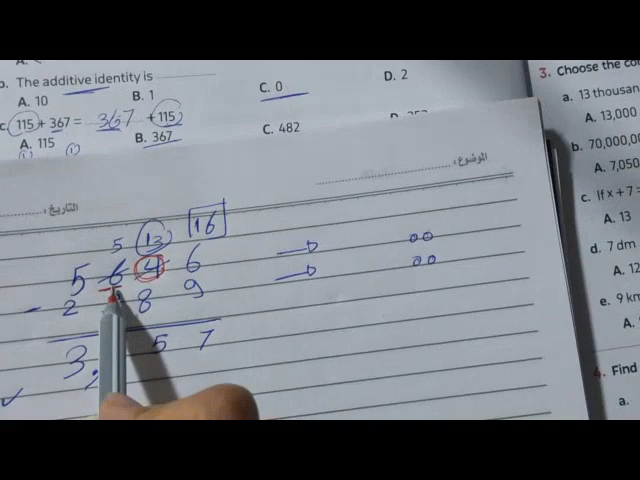 A.
b. The additive identity is
A. 10 B. 1 C. 0 D. 2
c. 115 + 367 = 367 + 115
A. 115 B. 367 C. 482
3. Choose the co
a. 13 thousan
A. 13,000
b. 70,000,00
A. 7,050
c. If x + 7 =
A. 13
d. 7 dm
A. 12
e. 9 km
A.
4. Find
a.
الموضوع :
التاريخ :
5 13 16
5 6 4 6
- 2 8 9
3 5 7